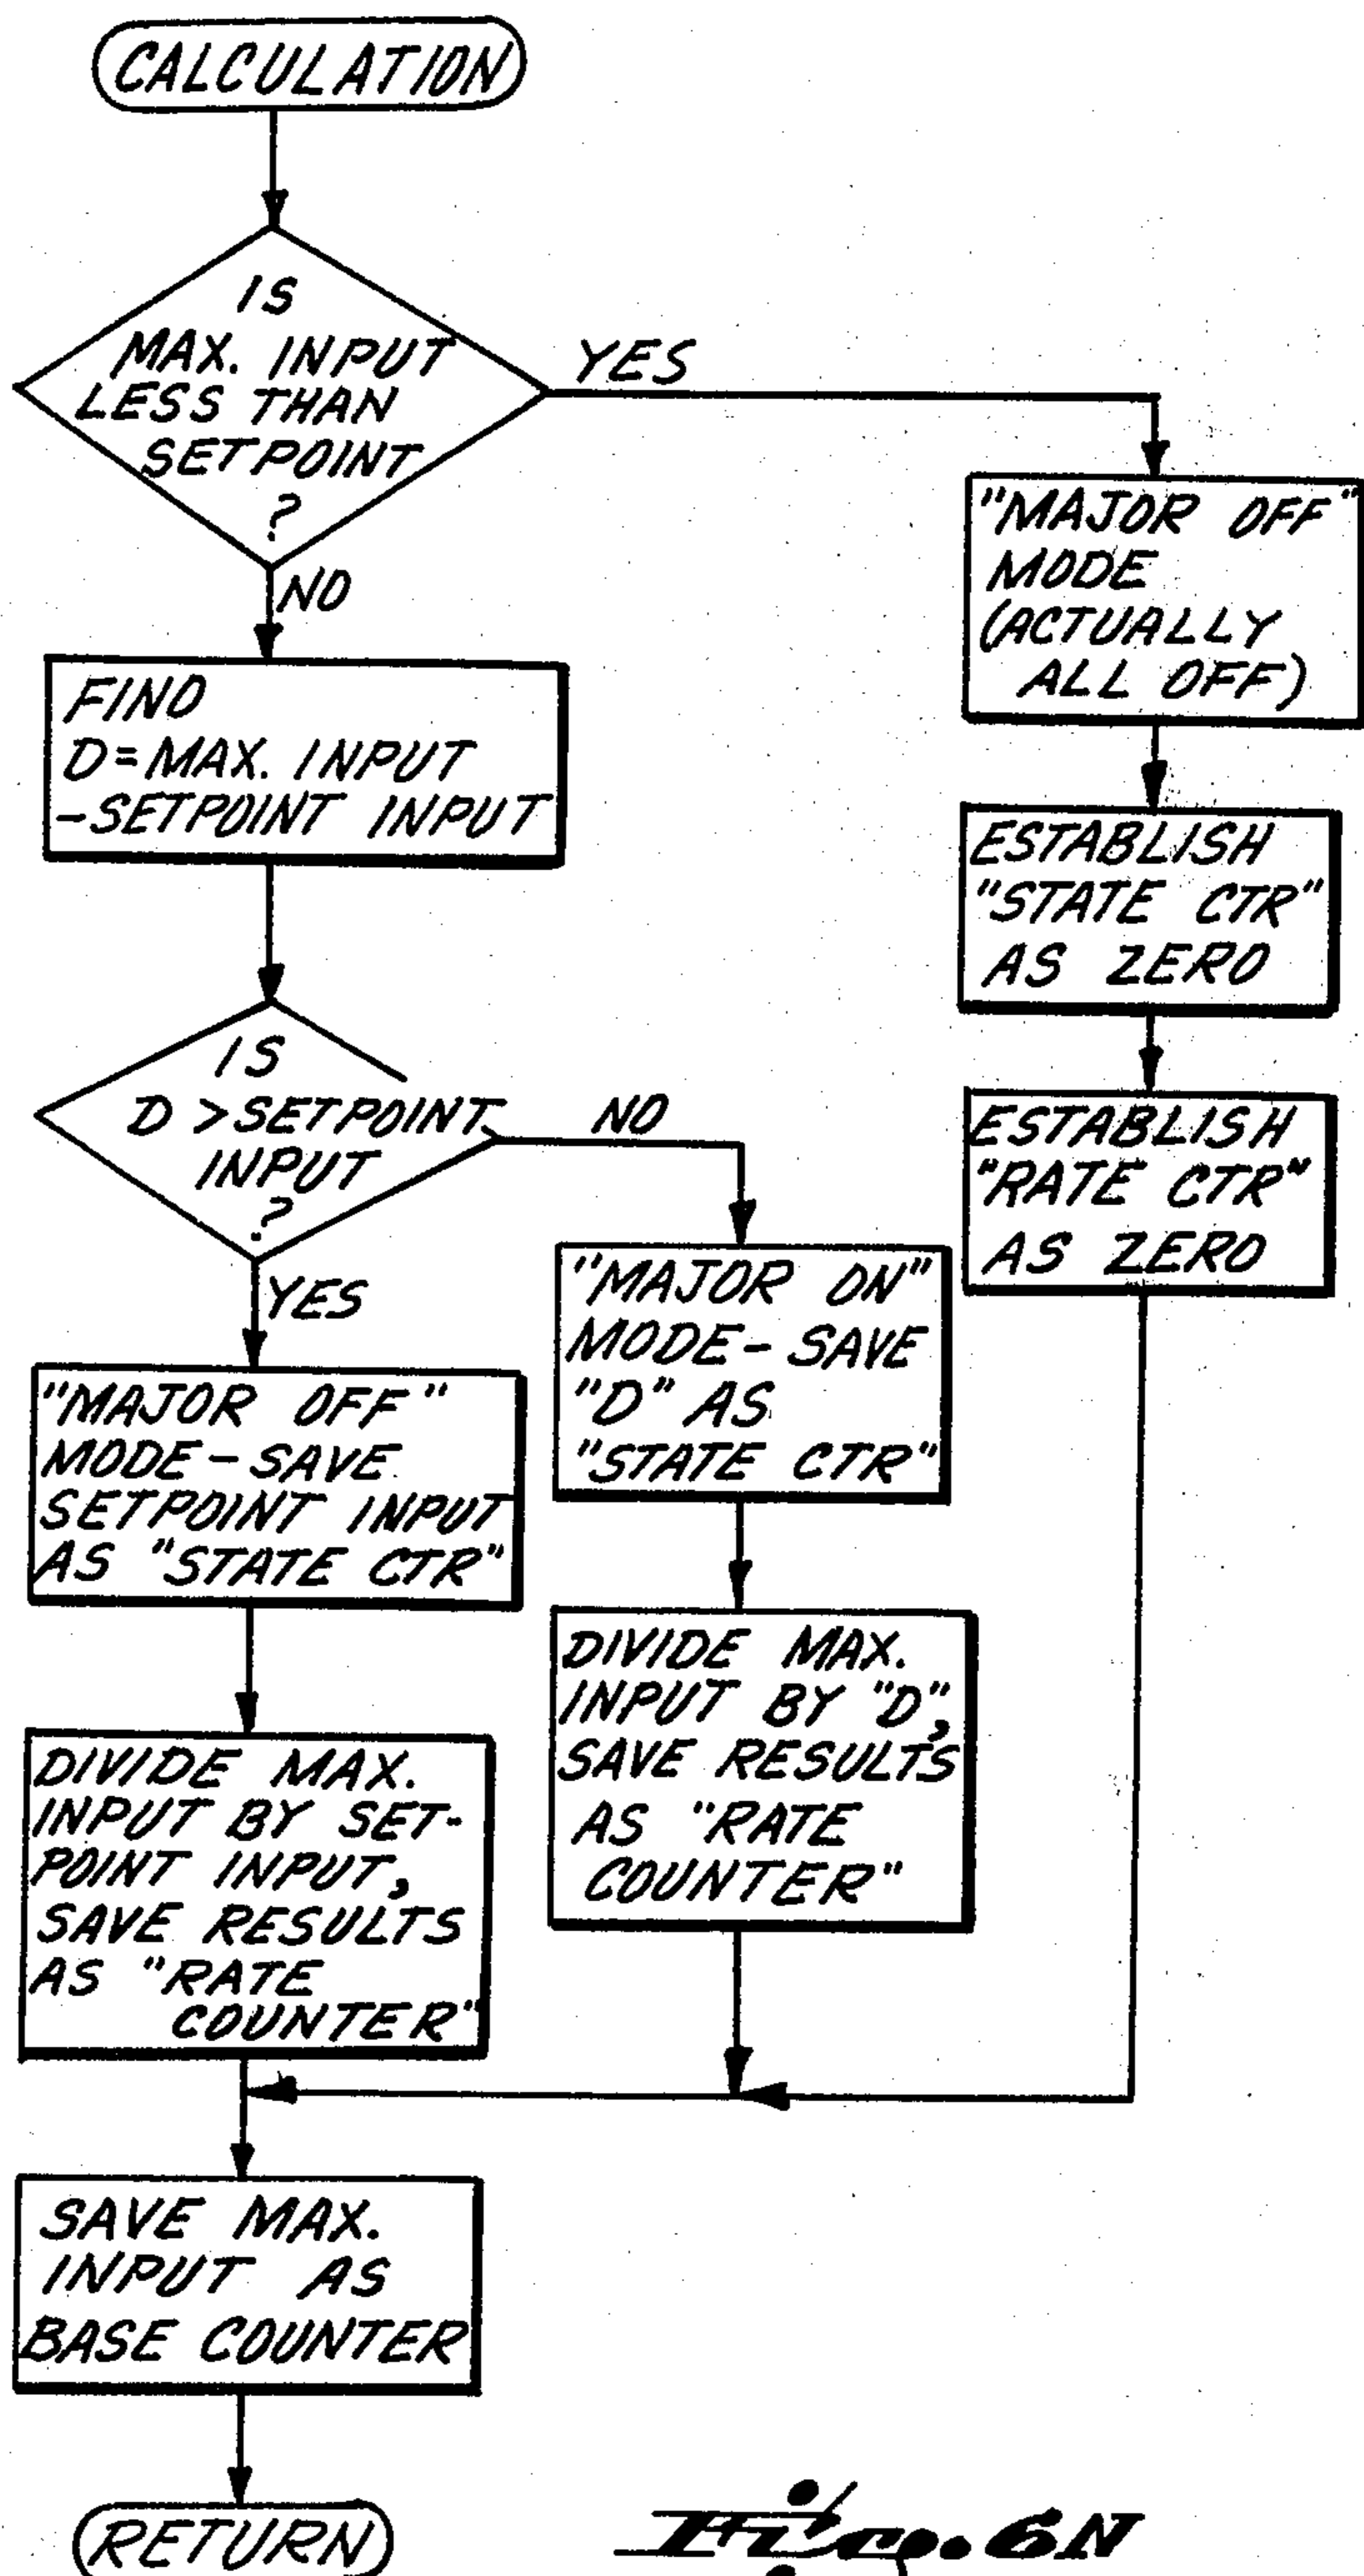 CALCULATION
IS
MAX. INPUT
LESS THAN
SETPOINT
?
YES
NO
"MAJOR OFF"
MODE
(ACTUALLY
ALL OFF)
ESTABLISH
"STATE CTR"
AS ZERO
ESTABLISH
"RATE CTR"
AS ZERO
FIND
D=MAX. INPUT
-SETPOINT INPUT
IS
D > SETPOINT
INPUT
?
NO
YES
"MAJOR ON"
MODE- SAVE
"D" AS
"STATE CTR"
DIVIDE MAX.
INPUT BY "D",
SAVE RESULTS
AS "RATE
COUNTER"
"MAJOR OFF"
MODE-SAVE
SETPOINT INPUT
AS "STATE CTR"
DIVIDE MAX.
INPUT BY SET-
POINT INPUT,
SAVE RESULTS
AS "RATE
COUNTER"
SAVE MAX.
INPUT AS
BASE COUNTER
RETURN
Fig. 6N